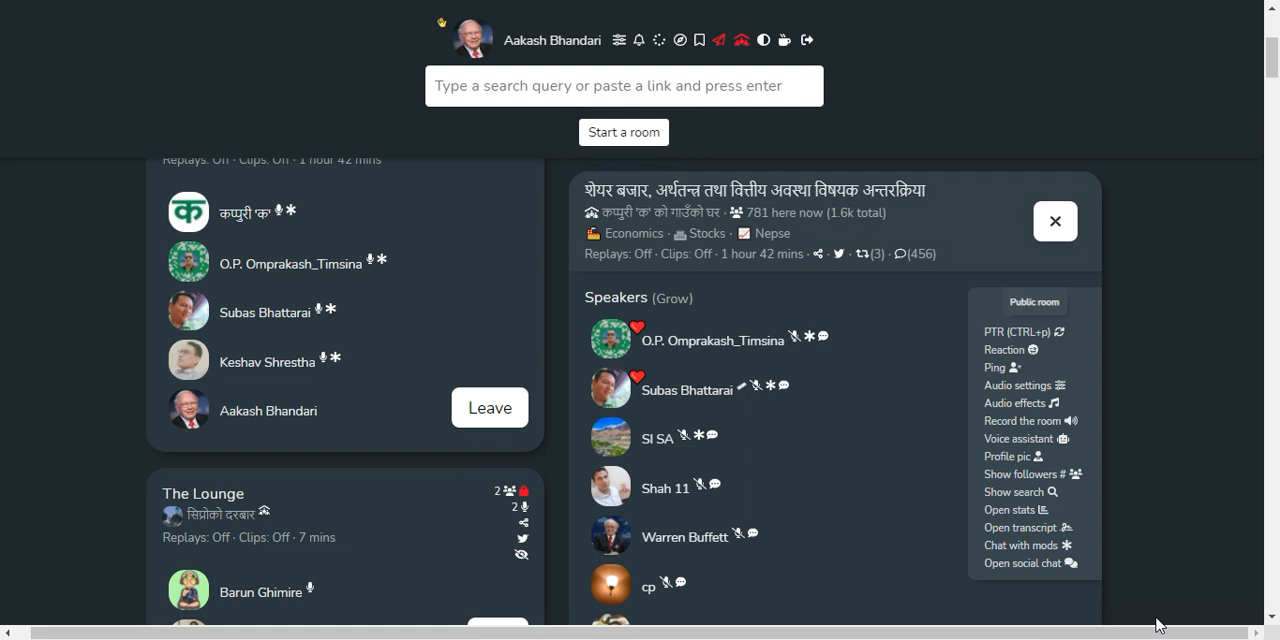 Aakash Bhandari
Type a search query or paste a link and press enter
Start a room
Replays: Off · Clips: Off · 1 hour 42 mins
क
कप्पुरी 'क'
O.P. Omprakash_Timsina
Subas Bhattarai
Keshav Shrestha
Aakash Bhandari
Leave
The Lounge
2
सिप्रोको दरबार
2
Replays: Off · Clips: Off · 7 mins
Barun Ghimire
शेयर बजार, अर्थतन्त्र तथा वित्तीय अवस्था विषयक अन्तरक्रिया
कप्पुरी 'क' को गाउँको घर · 781 here now (1.6k total)
Economics · Stocks · Nepse
Replays: Off · Clips: Off · 1 hour 42 mins · · · (3) · (456)
Speakers (Grow)
O.P. Omprakash_Timsina
Subas Bhattarai
SI SA
Shah 11
Warren Buffett
cp
Public room
PTR (CTRL+p)
Reaction
Ping
Audio settings
Audio effects
Record the room
Voice assistant
Profile pic
Show followers #
Show search
Open stats
Open transcript
Chat with mods
Open social chat